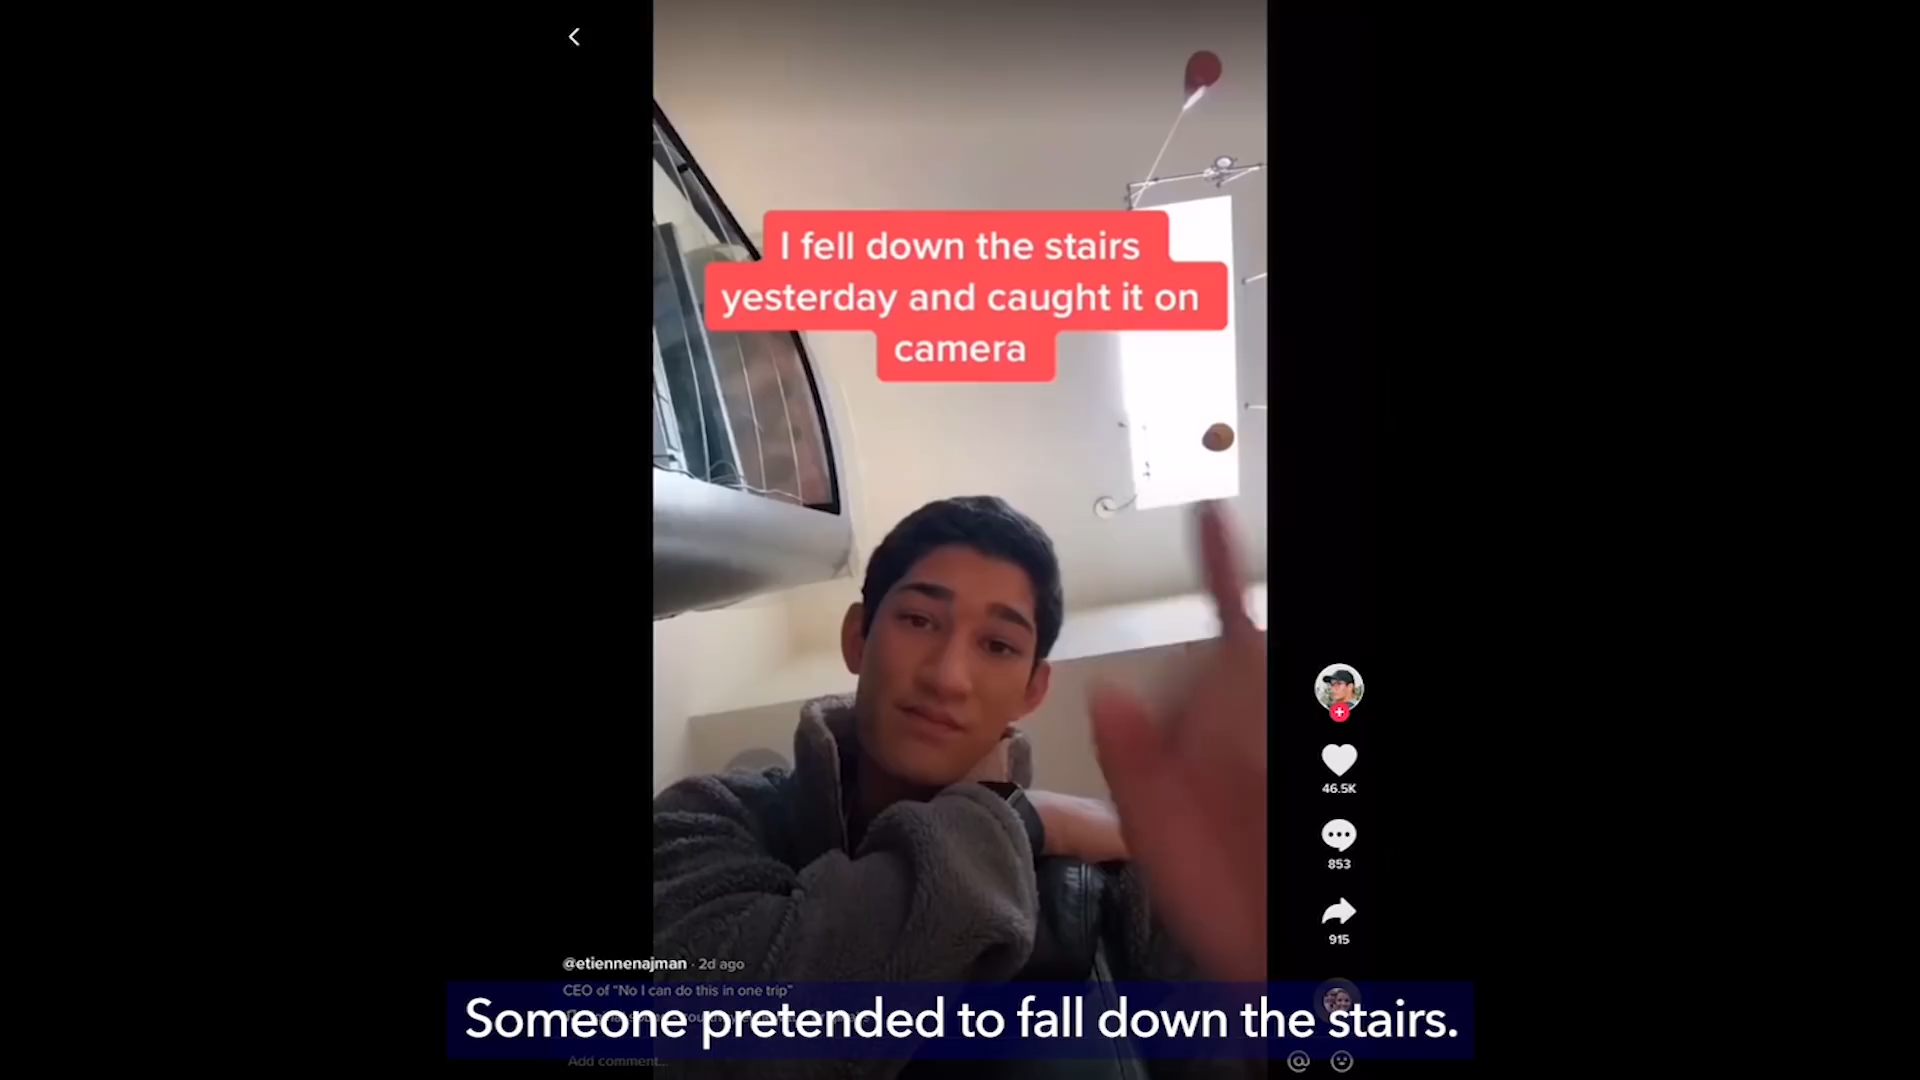 I fell down the stairs
yesterday and caught it on
camera
46.5K
853
915
@etiennenajman · 2d ago
CEO of "No I can do this in one trip"
Someone pretended to fall down the stairs.
Add comment...